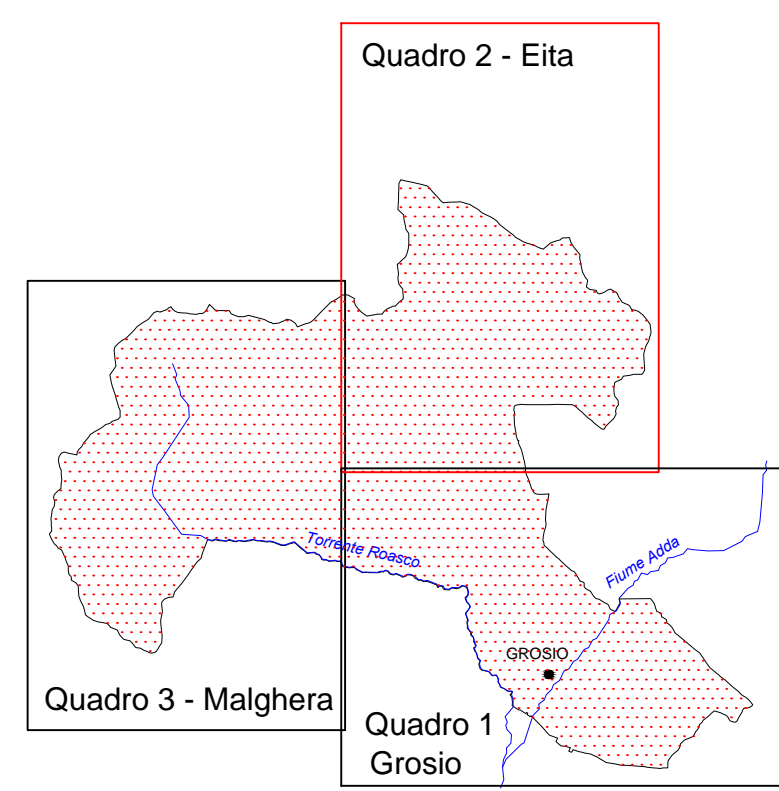 Quadro 2 - Eita
Torrente Roasco
Fiume Adda
GROSIO
Quadro 3 - Malghera
Quadro 1
Grosio